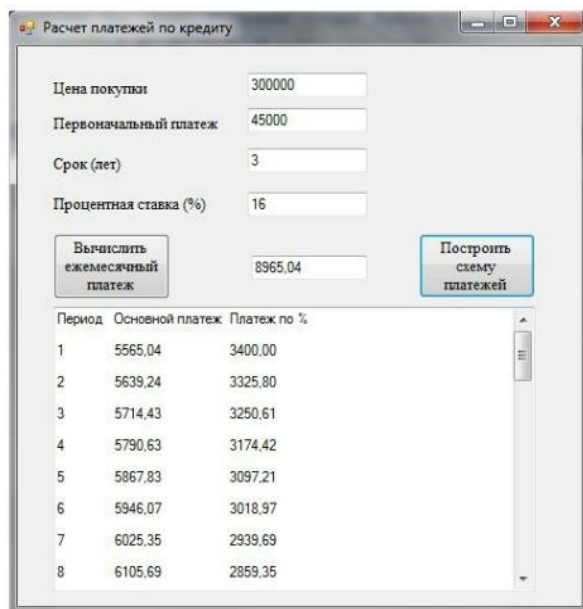 Расчет платежей по кредиту
Цена покупки 300000
Первоначальный платеж 45000
Срок (лет) 3
Процентная ставка (%) 16
Вычислить
ежемесячный
платеж
8965,04
Построить
схему
платежей
Период Основной платеж Платеж по %
1 5565,04 3400,00
2 5639,24 3325,80
3 5714,43 3250,61
4 5790,63 3174,42
5 5867,83 3097,21
6 5946,07 3018,97
7 6025,35 2939,69
8 6105,69 2859,35